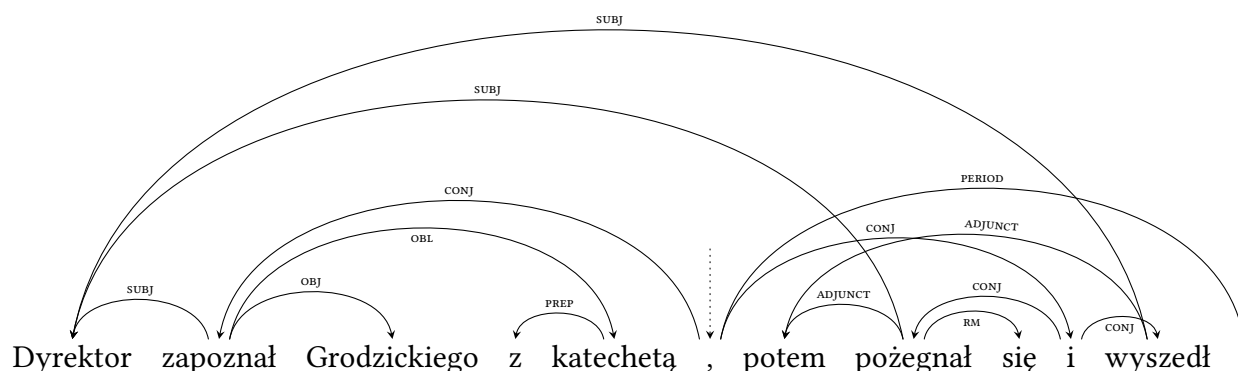 SUBJ
SUBJ
PERIOD
CONJ
ADJUNCT
CONJ
OBL
SUBJ
OBJ
CONJ
ADJUNCT
PREP
RM
CONJ
Dyrektor zapoznał Grodzickiego z katechetą , potem pożegnał się i wyszedł